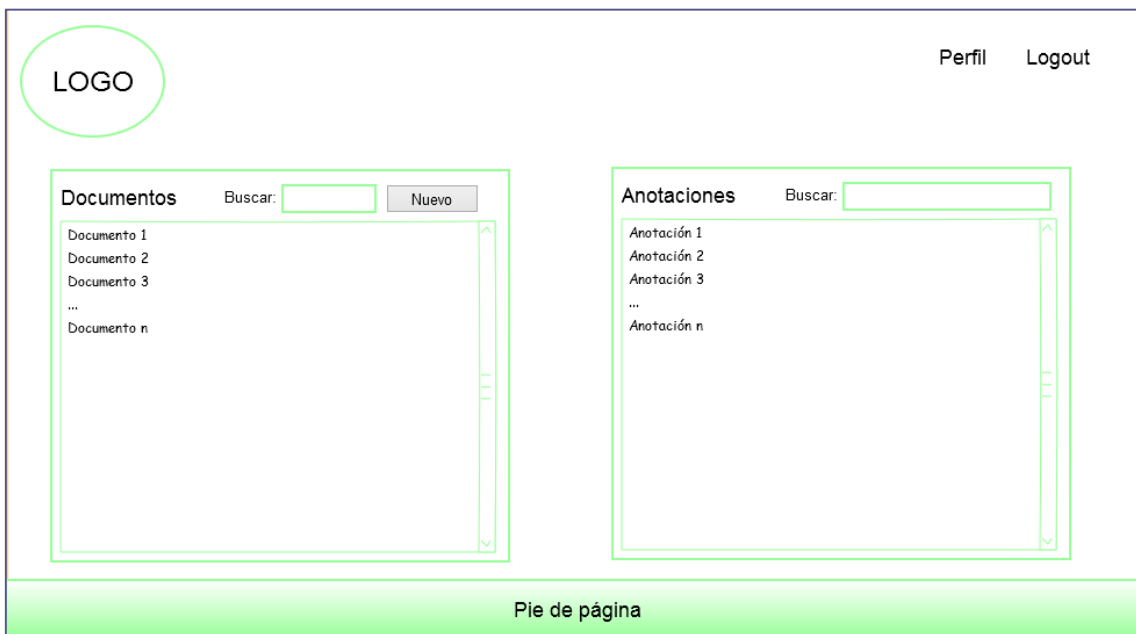 LOGO
Perfil Logout
Documentos Buscar: Nuevo
Documento 1
Documento 2
Documento 3
...
Documento n
Anotaciones Buscar:
Anotación 1
Anotación 2
Anotación 3
...
Anotación n
Pie de página